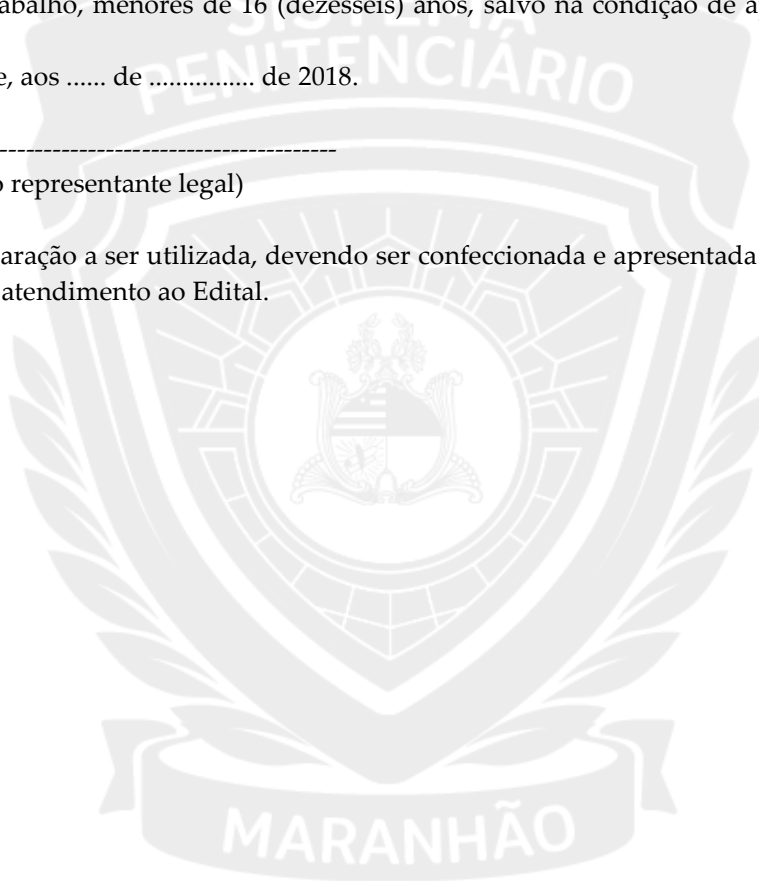 abalho, menores de 16 (dezesseis) anos, salvo na condição de a
SISTEMA
PENITENCIÁRIO
e, aos ...... de ............... de 2018.
---------------------------------------
o representante legal)
aração a ser utilizada, devendo ser confeccionada e apresentada
atendimento ao Edital.
MARANHÃO